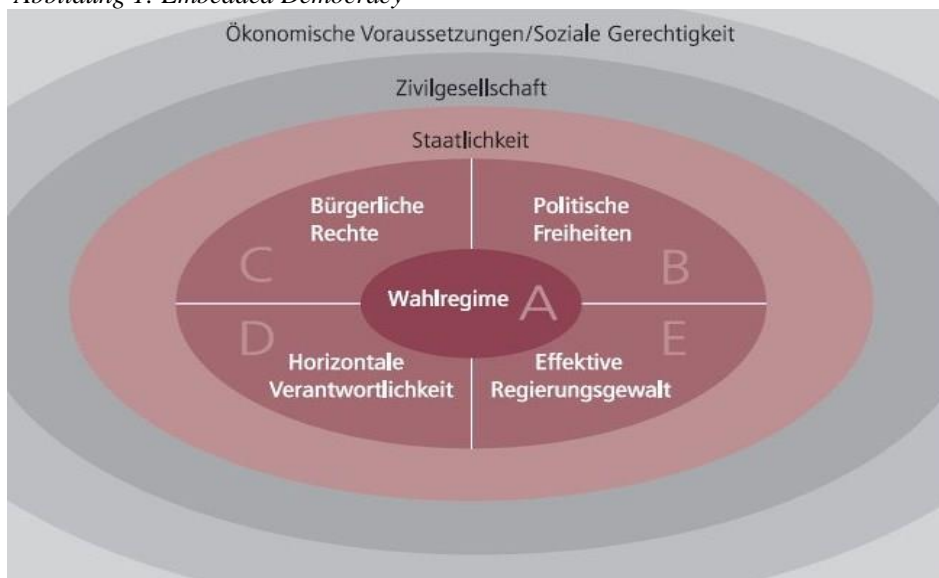 Abbildung 1: Embedded Democracy
Ökonomische Voraussetzungen/Soziale Gerechtigkeit
Zivilgesellschaft
Staatlichkeit
Bürgerliche
Rechte
C
Politische
Freiheiten
B
Wahlregime A
D
Horizontale
Verantwortlichkeit
E
Effektive
Regierungsgewalt